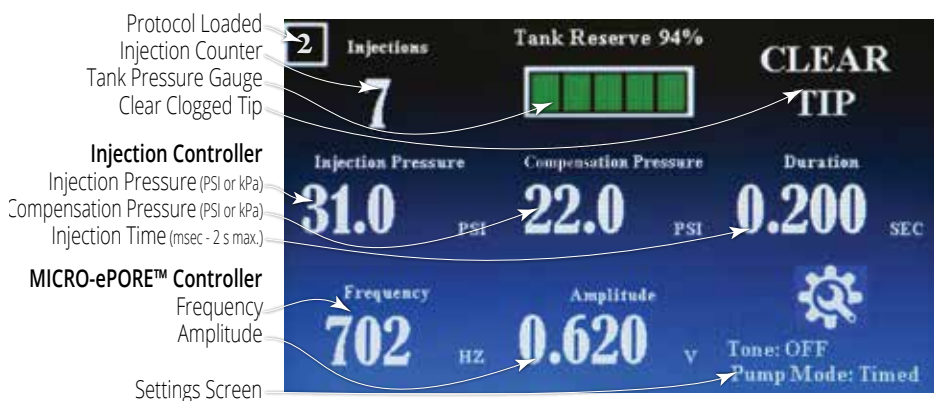 Protocol Loaded
Injection Counter
Tank Pressure Gauge
Clear Clogged Tip
Injection Controller
Injection Pressure (PSI or kPa)
Compensation Pressure (PSI or kPa)
Injection Time (msec - 2 s max.)
MICRO-ePORE™ Controller
Frequency
Amplitude
Settings Screen
2 Injections Tank Reserve 94%
7
CLEAR
TIP
Injection Pressure Compensation Pressure Duration
31.0 PSI 22.0 PSI 0.200 SEC
Frequency Amplitude
702 HZ 0.620 V
Tone: OFF
Pump Mode: Timed